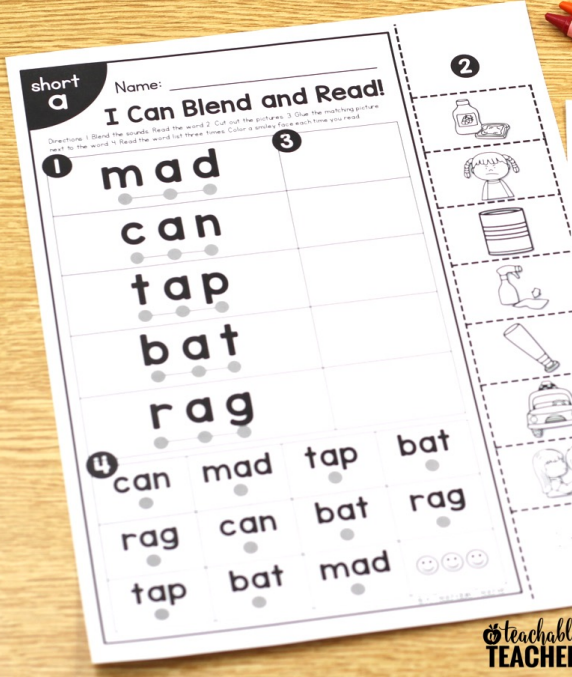 short
a
Name:
I Can Blend and Read!
Directions: 1. Blend the sounds. Read the word. 2. Cut out the pictures. 3. Glue the matching picture
next to the word. 4. Read the word list three times. Color a smiley face each time you read.
1
2
3
mad
can
tap
bat
rag
4
can mad tap bat
rag can bat rag
tap bat mad
teachabl
TEACHE